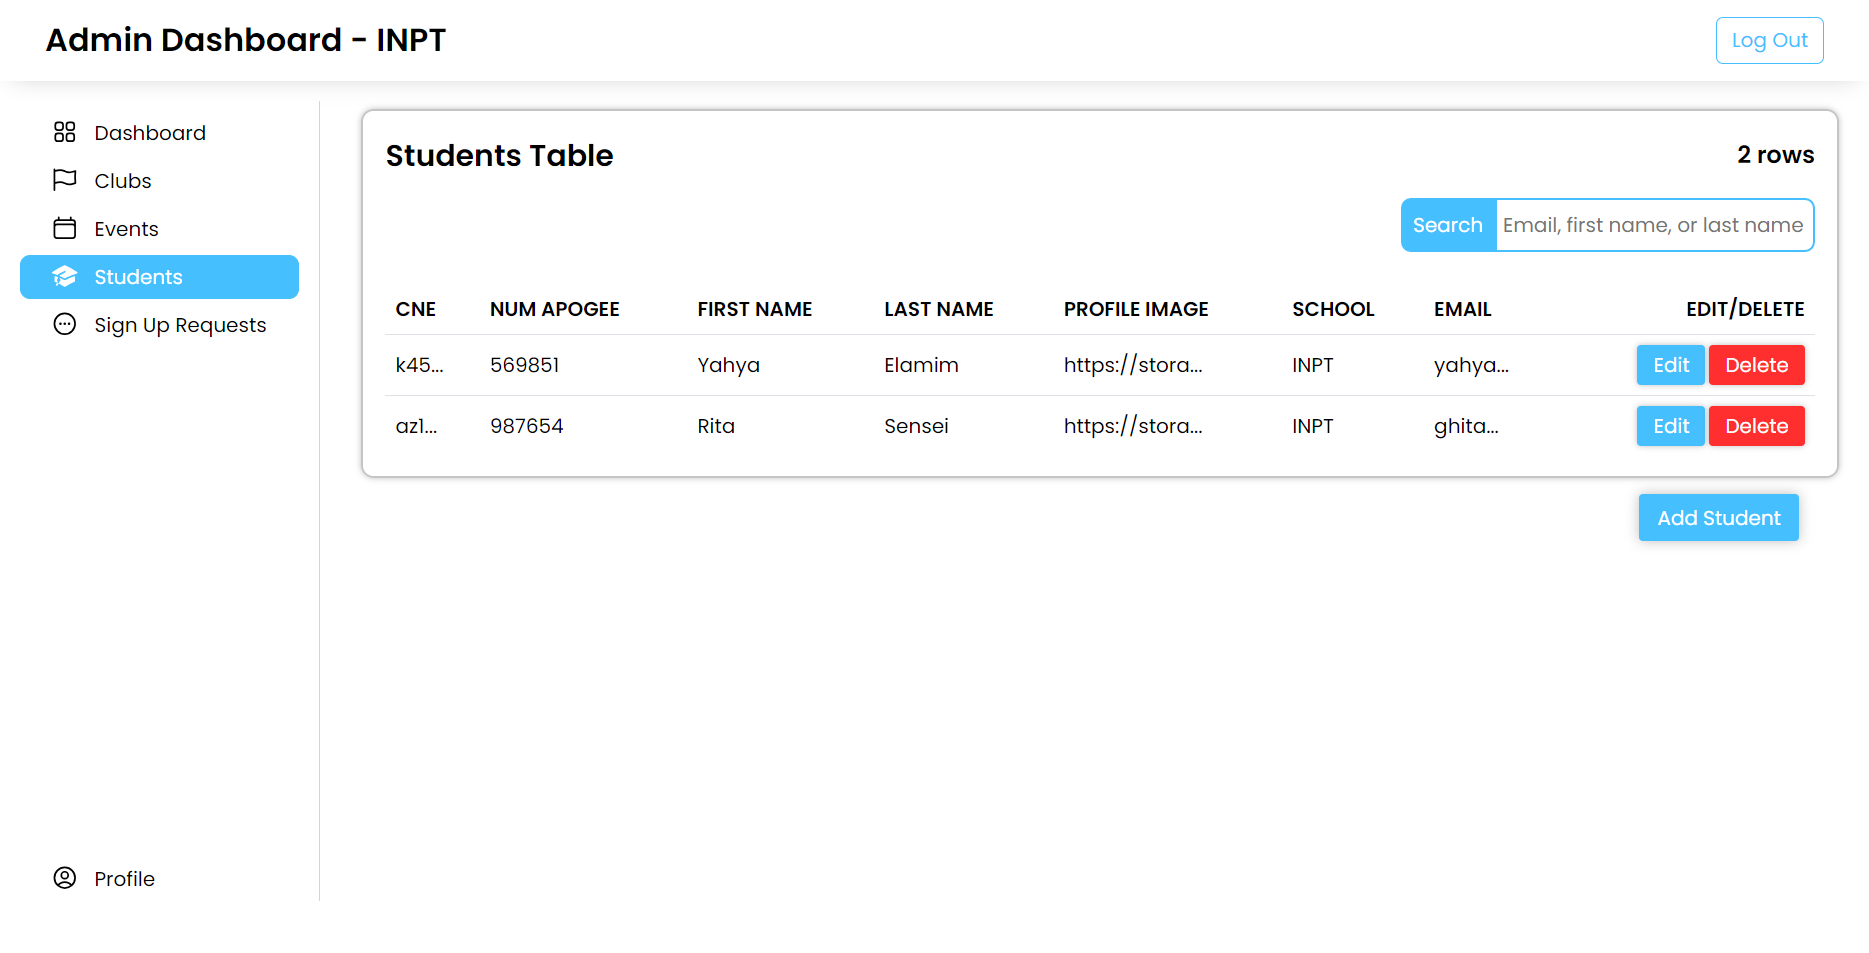 Admin Dashboard - INPT
Log Out
Dashboard
Clubs
Events
Students
Sign Up Requests
Profile
Students Table
2 rows
Search Email, first name, or last name
CNE NUM APOGEE FIRST NAME LAST NAME PROFILE IMAGE SCHOOL EMAIL EDIT/DELETE
k45... 569851 Yahya Elamim https://stora... INPT yahya... Edit Delete
az1... 987654 Rita Sensei https://stora... INPT ghita... Edit Delete
Add Student